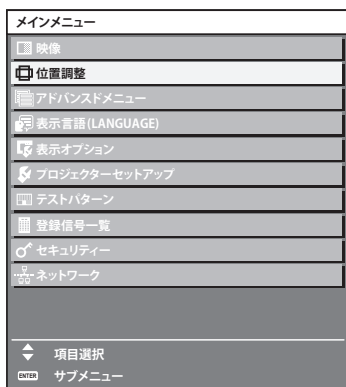 メインメニュー
映像
位置調整
アドバンスドメニュー
表示言語(LANGUAGE)
表示オプション
プロジェクターセットアップ
テストパターン
登録信号一覧
セキュリティー
ネットワーク
項目選択
ENTER サブメニュー